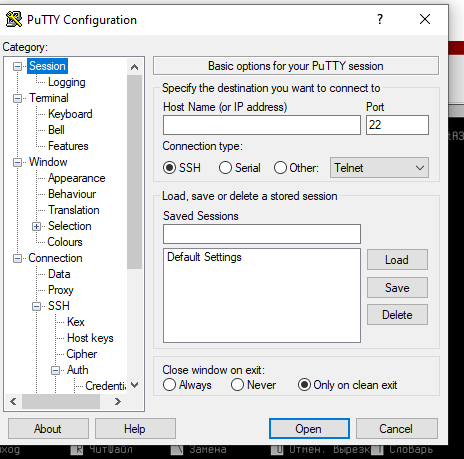 PuTTY Configuration
?
Category:
Session
Logging
Terminal
Keyboard
Bell
Features
Window
Appearance
Behaviour
Translation
Selection
Colours
Connection
Data
Proxy
SSH
Kex
Host keys
Cipher
Auth
Credentia
Basic options for your PuTTY session
Specify the destination you want to connect to
Host Name (or IP address)
Port
22
Connection type:
SSH
Serial
Other:
Telnet
Load, save or delete a stored session
Saved Sessions
Default Settings
Load
Save
Delete
Close window on exit:
Always
Never
Only on clean exit
About
Help
Open
Cancel
ЧитФайл
^\ Замена
Отмен. Вырезк
Словарь